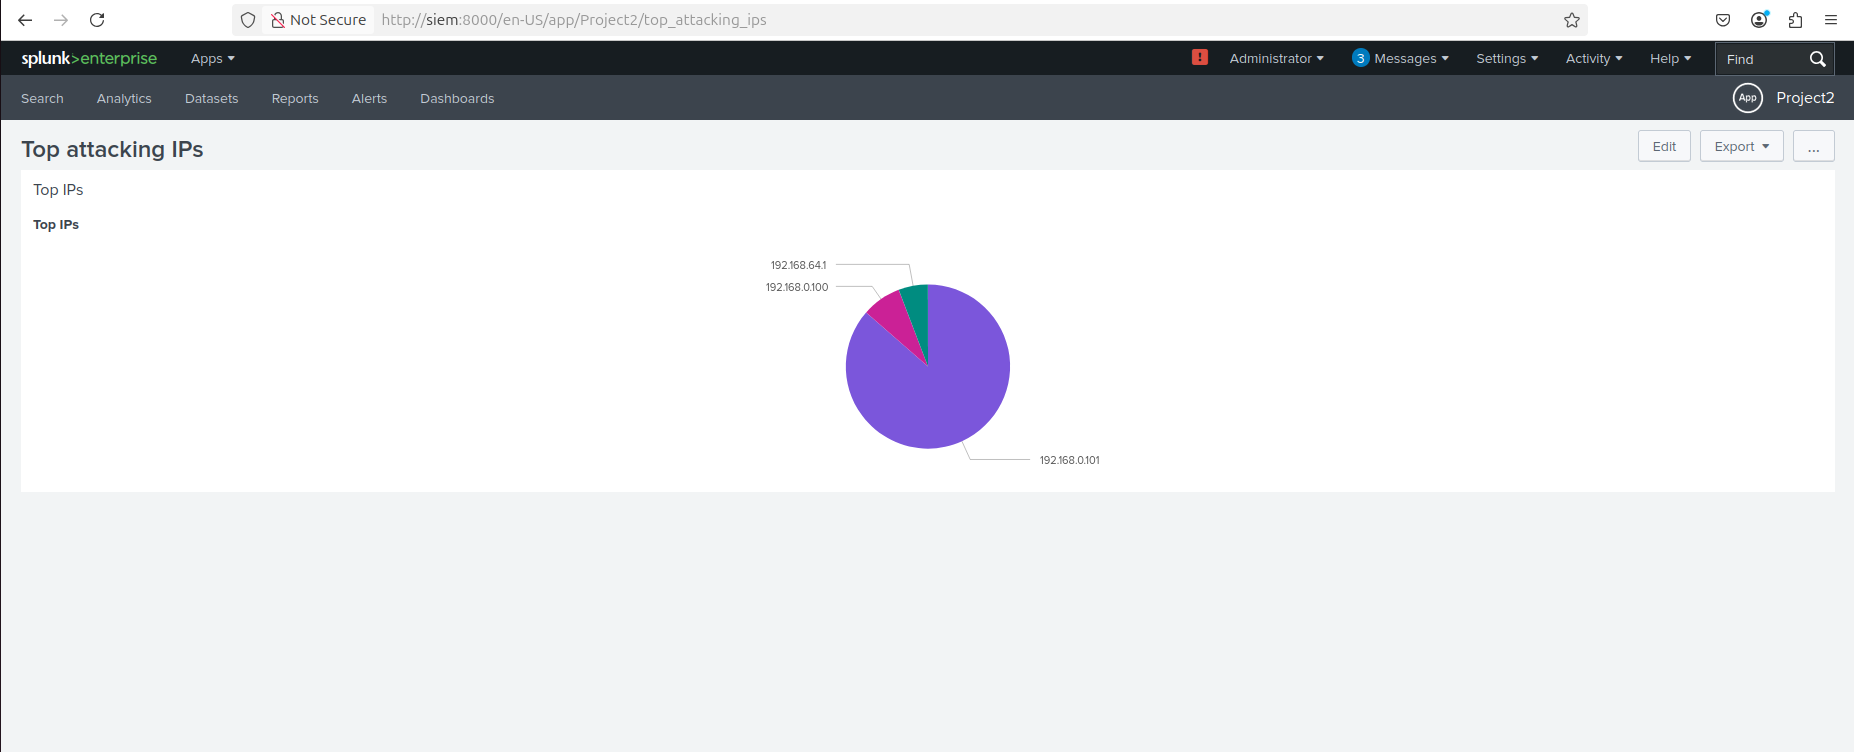 Not Secure http://siem:8000/en-US/app/Project2/top_attacking_ips
splunk>enterprise Apps ! Administrator 3 Messages Settings Activity Help Find
Search Analytics Datasets Reports Alerts Dashboards App Project2
Top attacking IPs Edit Export ...
Top IPs
Top IPs
192.168.64.1
192.168.0.100
192.168.0.101